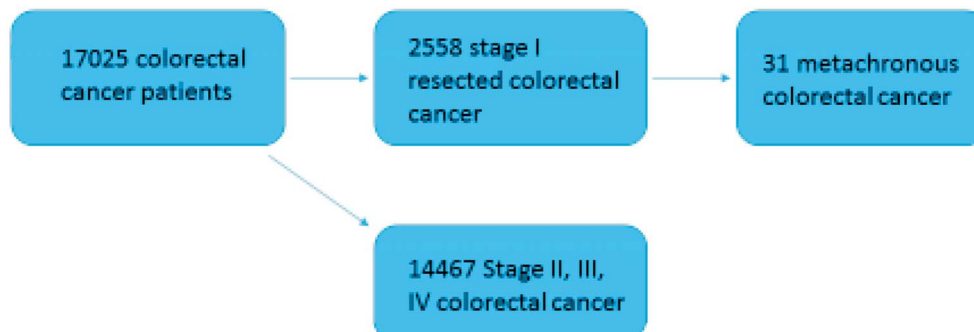 17025 colorectal
cancer patients
2558 stage I
resected colorectal
cancer
31 metachronous
colorectal cancer
14467 Stage II, III,
IV colorectal cancer